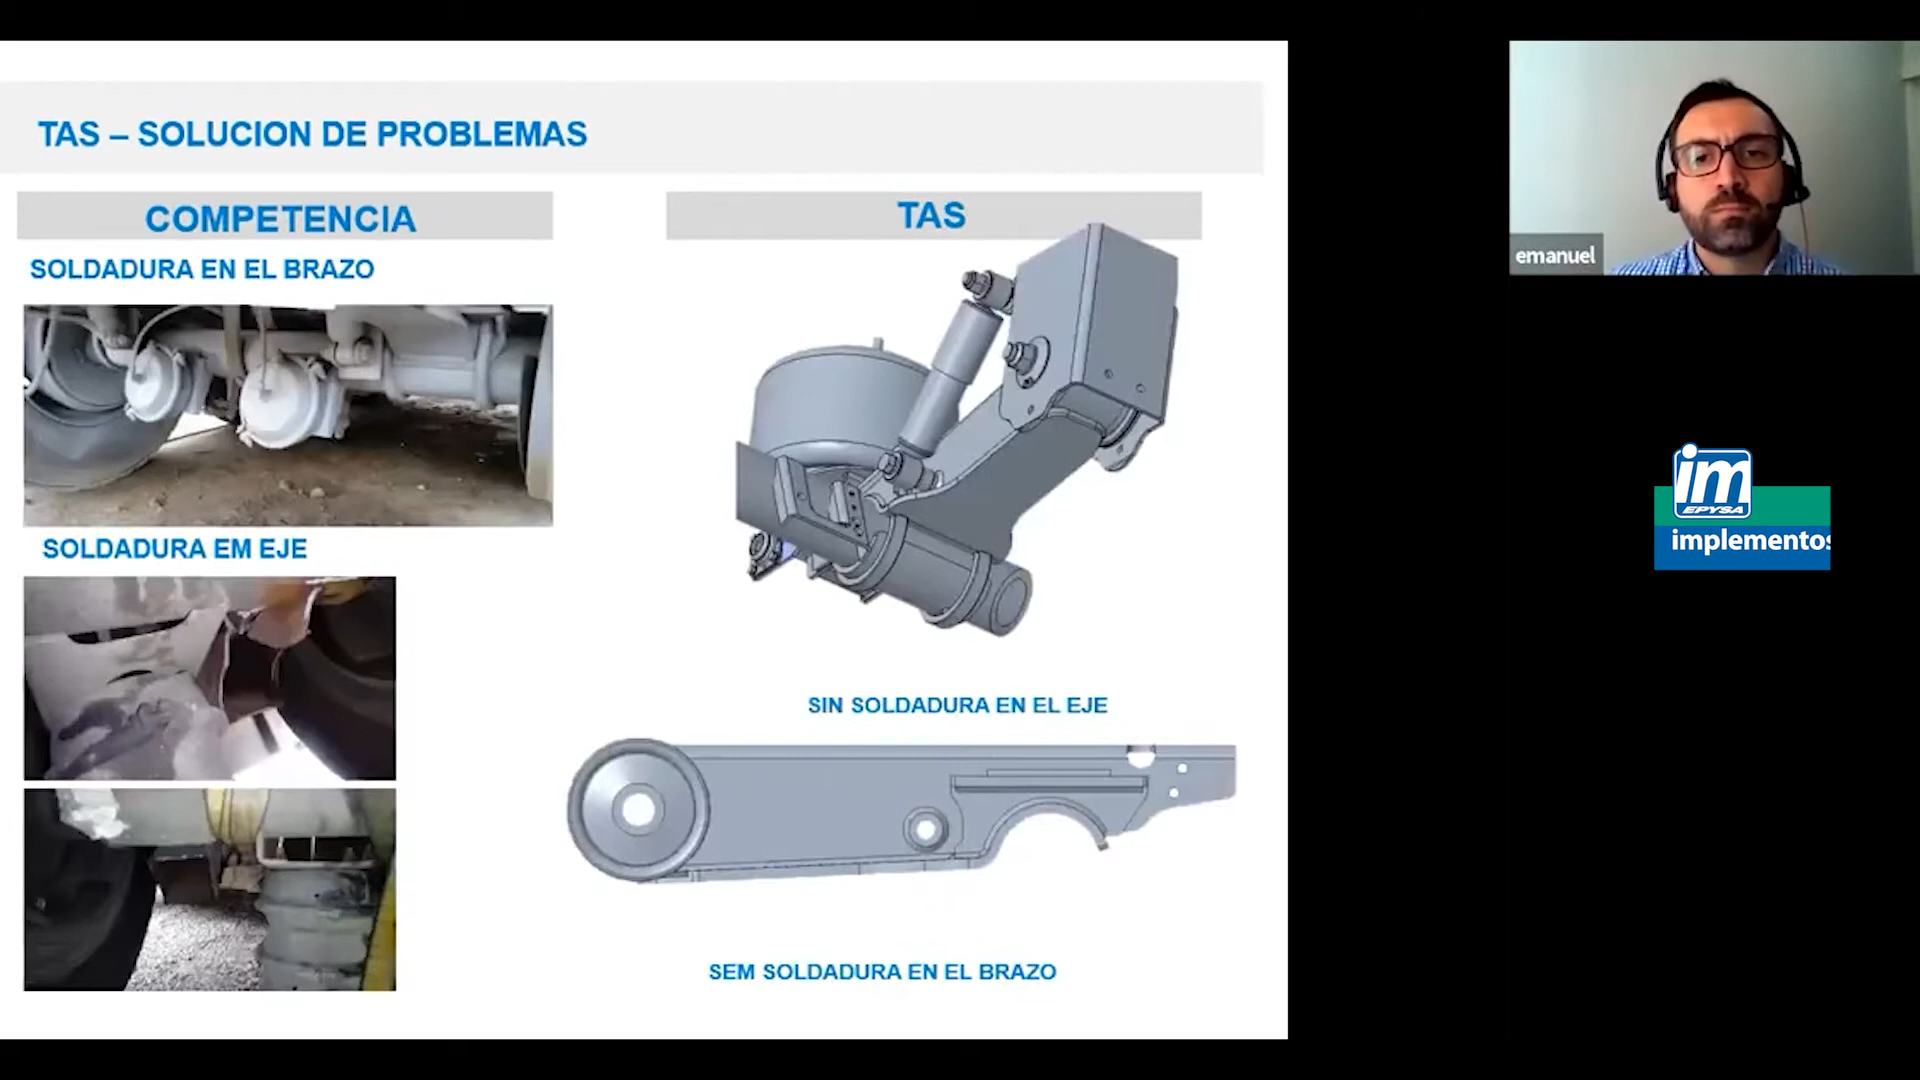 TAS – SOLUCION DE PROBLEMAS
COMPETENCIA
TAS
SOLDADURA EN EL BRAZO
SOLDADURA EM EJE
SIN SOLDADURA EN EL EJE
SEM SOLDADURA EN EL BRAZO
emanuel
im
EPYSA
implementos